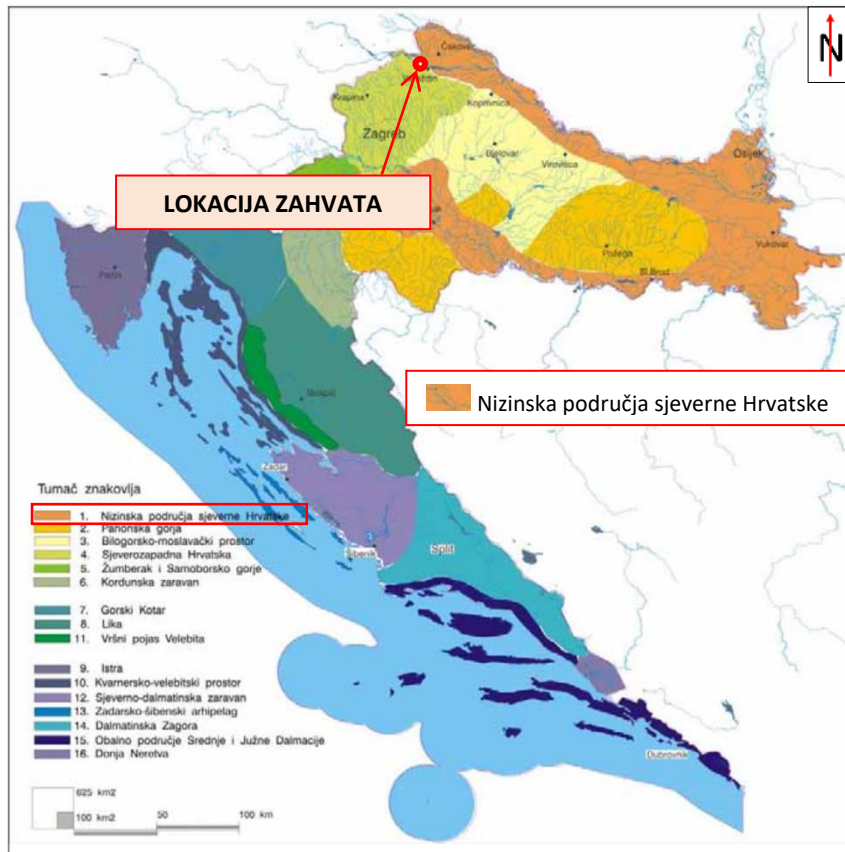 N
Čakovec
Krapina
Koprivnica
Zagreb
Bjelovar
Virovitica
Osijek
LOKACIJA ZAHVATA
Požega
Vukovar
Sl.Brod
Pazin
Gospić
Nizinska područja sjeverne Hrvatske
Zadar
Šibenik
Split
Dubrovnik
Tumač znakovlja
1. Nizinska područja sjeverne Hrvatske
2. Panonska gorja
3. Bilogorsko-moslavački prostor
4. Sjeverozapadna Hrvatska
5. Žumberak i Samoborsko gorje
6. Kordunska zaravan
7. Gorski Kotar
8. Lika
11. Vršni pojas Velebita
9. Istra
10. Kvarnersko-velebitski prostor
12. Sjeverno-dalmatinska zaravan
13. Zadarsko-šibenski arhipelag
14. Dalmatinska Zagora
15. Obalno područje Srednje i Južne Dalmacije
16. Donja Neretva
625 km2
100 km2
50
100 km